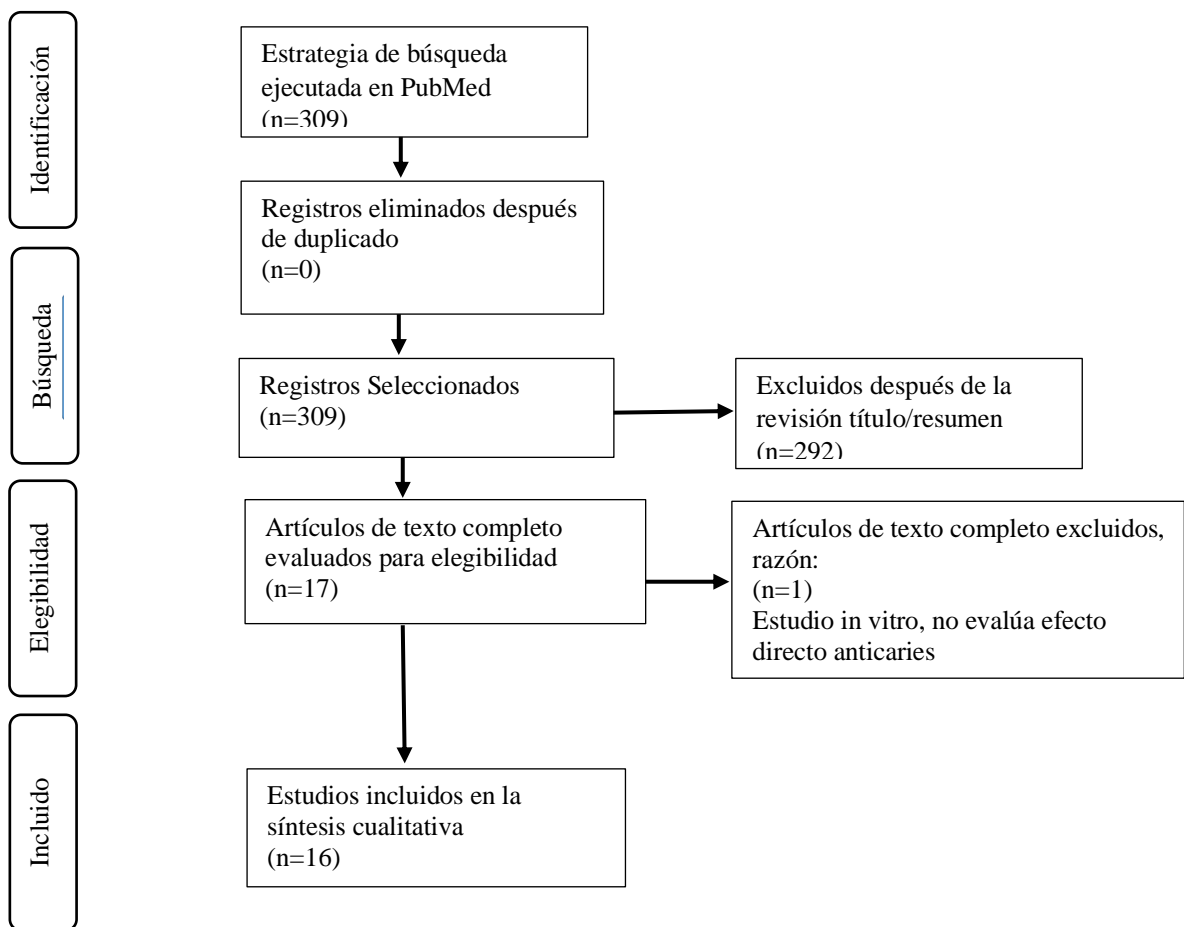 Identificación
Estrategia de búsqueda
ejecutada en PubMed
(n=309)
Registros eliminados después
de duplicado
(n=0)
Búsqueda
Registros Seleccionados
(n=309)
Excluidos después de la
revisión título/resumen
(n=292)
Elegibilidad
Artículos de texto completo
evaluados para elegibilidad
(n=17)
Artículos de texto completo excluidos,
razón:
(n=1)
Estudio in vitro, no evalúa efecto
directo anticaries
Incluido
Estudios incluidos en la
síntesis cualitativa
(n=16)